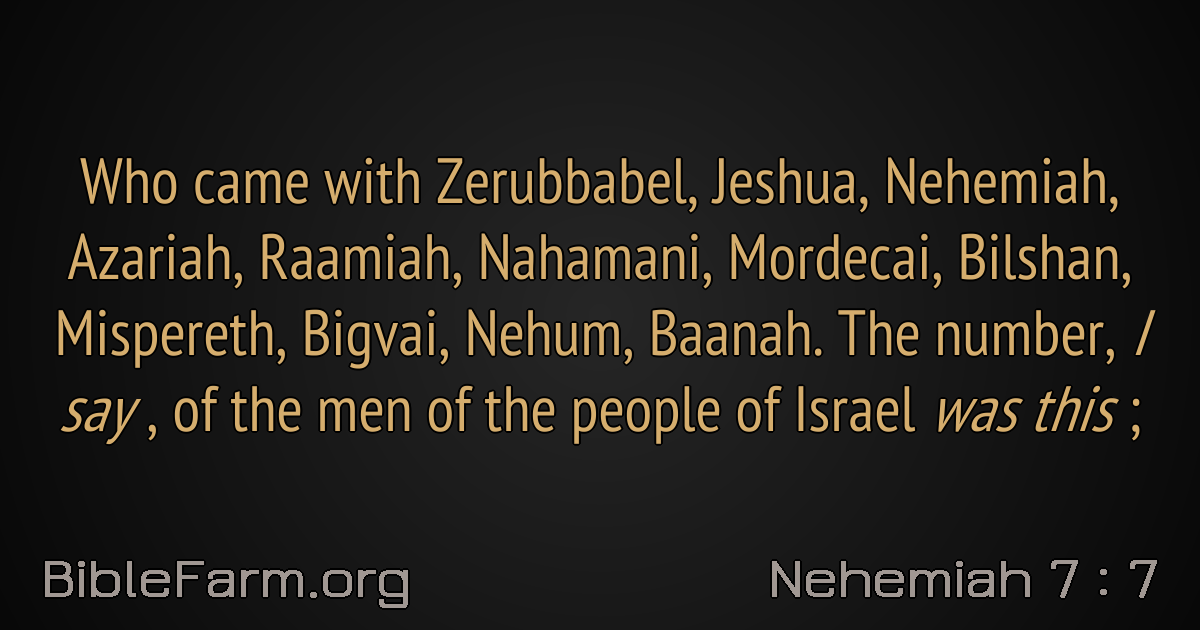 Who came with Zerubbabel, Jeshua, Nehemiah,
Azariah, Raamiah, Nahamani, Mordecai, Bilshan,
Mispereth, Bigvai, Nehum, Baanah. The number, I
say , of the men of the people of Israel was this ;
BibleFarm.org
Nehemiah 7 : 7